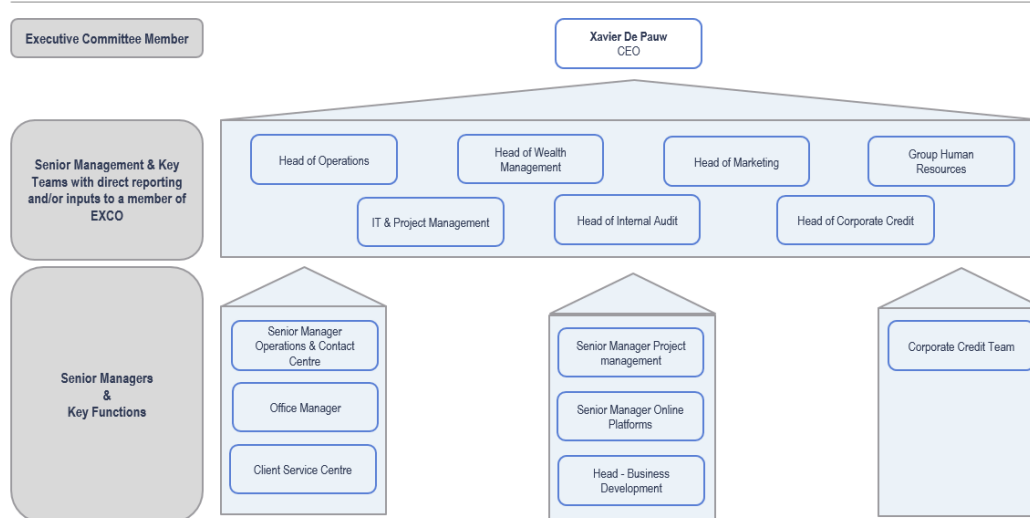 Executive Committee Member
Xavier De Pauw
CEO
Senior Management & Key
Teams with direct reporting
and/or inputs to a member of
EXCO
Head of Operations
Head of Wealth
Management
Head of Marketing
Group Human
Resources
IT & Project Management
Head of Internal Audit
Head of Corporate Credit
Senior Managers
&
Key Functions
Senior Manager
Operations & Contact
Centre
Office Manager
Client Service Centre
Senior Manager Project
management
Senior Manager Online
Platforms
Head - Business
Development
Corporate Credit Team